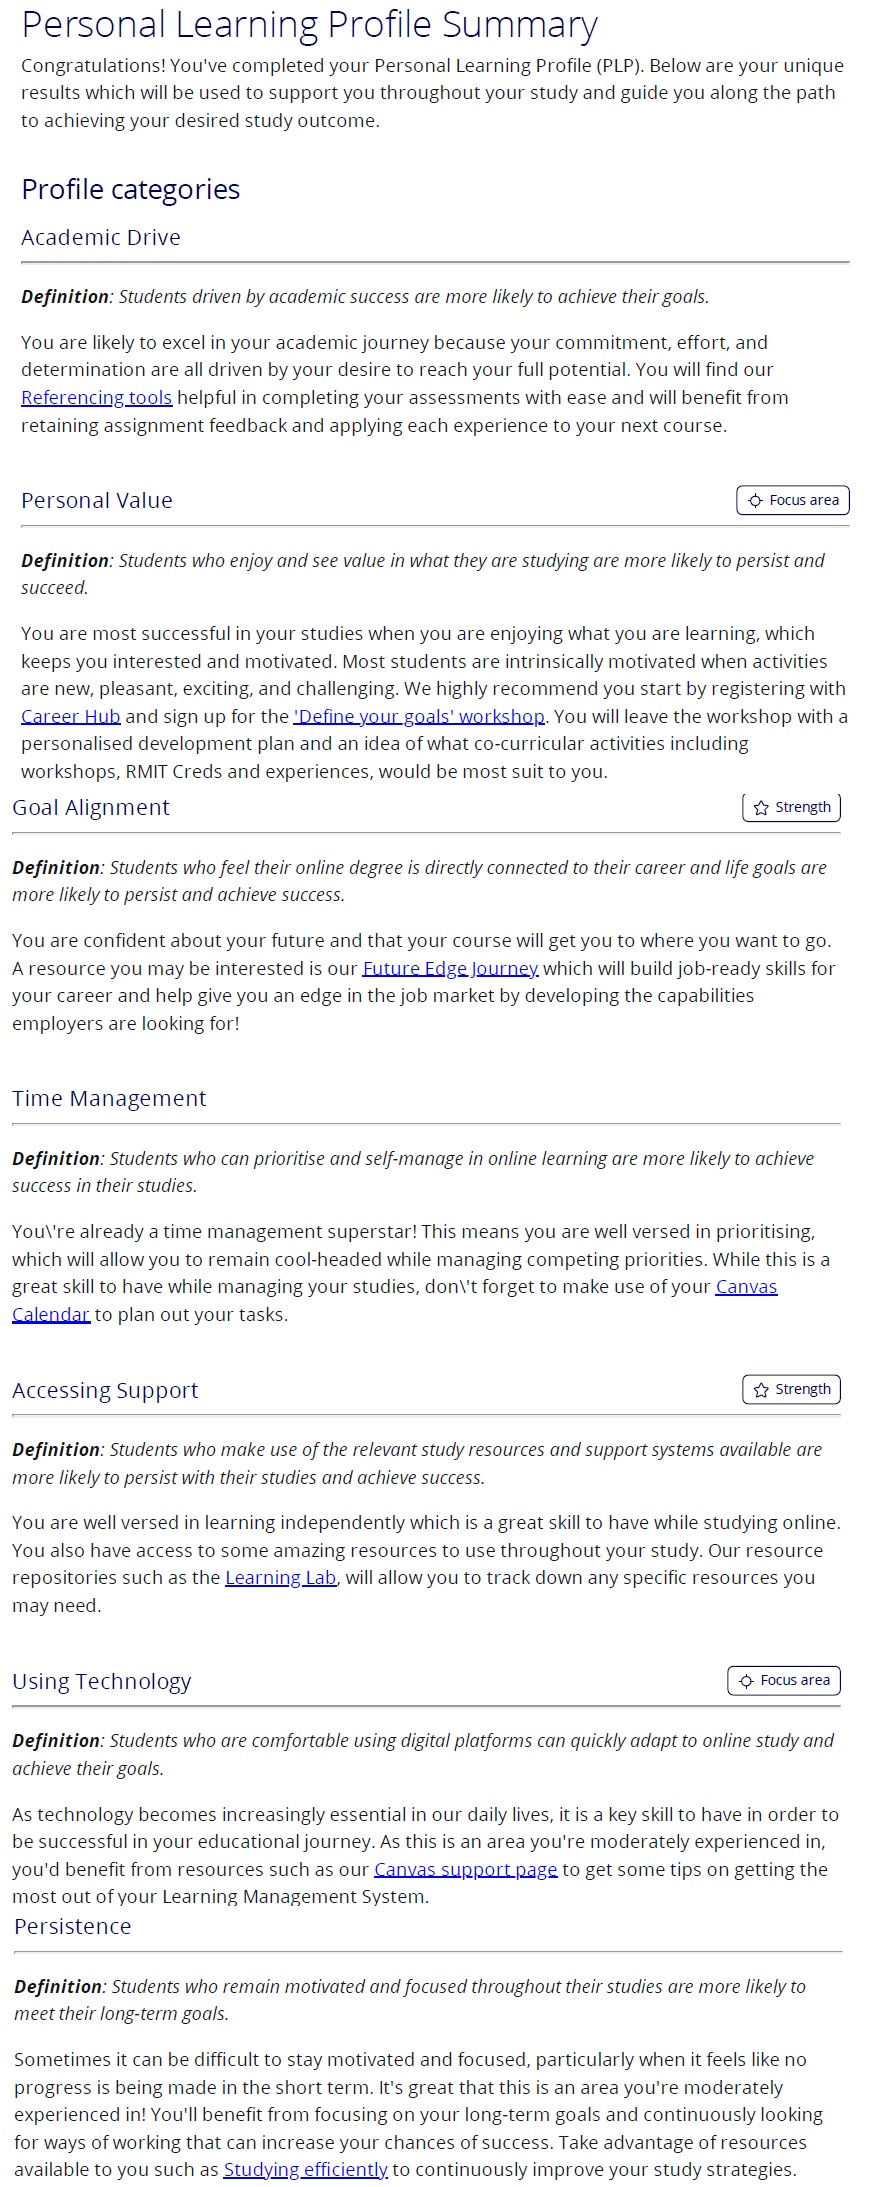 Personal Learning Profile Summary
Congratulations! You've completed your Personal Learning Profile (PLP). Below are your unique
results which will be used to support you throughout your study and guide you along the path
to achieving your desired study outcome.
Profile categories
Academic Drive
Definition: Students driven by academic success are more likely to achieve their goals.
You are likely to excel in your academic journey because your commitment, effort, and
determination are all driven by your desire to reach your full potential. You will find our
Referencing tools helpful in completing your assessments with ease and will benefit from
retaining assignment feedback and applying each experience to your next course.
Personal Value Focus area
Definition: Students who enjoy and see value in what they are studying are more likely to persist and
succeed.
You are most successful in your studies when you are enjoying what you are learning, which
keeps you interested and motivated. Most students are intrinsically motivated when activities
are new, pleasant, exciting, and challenging. We highly recommend you start by registering with
Career Hub and sign up for the 'Define your goals' workshop. You will leave the workshop with a
personalised development plan and an idea of what co-curricular activities including
workshops, RMIT Creds and experiences, would be most suit to you.
Goal Alignment Strength
Definition: Students who feel their online degree is directly connected to their career and life goals are
more likely to persist and achieve success.
You are confident about your future and that your course will get you to where you want to go.
A resource you may be interested is our Future Edge Journey which will build job-ready skills for
your career and help give you an edge in the job market by developing the capabilities
employers are looking for!
Time Management
Definition: Students who can prioritise and self-manage in online learning are more likely to achieve
success in their studies.
You\'re already a time management superstar! This means you are well versed in prioritising,
which will allow you to remain cool-headed while managing competing priorities. While this is a
great skill to have while managing your studies, don\'t forget to make use of your Canvas
Calendar to plan out your tasks.
Accessing Support Strength
Definition: Students who make use of the relevant study resources and support systems available are
more likely to persist with their studies and achieve success.
You are well versed in learning independently which is a great skill to have while studying online.
You also have access to some amazing resources to use throughout your study. Our resource
repositories such as the Learning Lab, will allow you to track down any specific resources you
may need.
Using Technology Focus area
Definition: Students who are comfortable using digital platforms can quickly adapt to online study and
achieve their goals.
As technology becomes increasingly essential in our daily lives, it is a key skill to have in order to
be successful in your educational journey. As this is an area you're moderately experienced in,
you'd benefit from resources such as our Canvas support page to get some tips on getting the
most out of your Learning Management System.
Persistence
Definition: Students who remain motivated and focused throughout their studies are more likely to
meet their long-term goals.
Sometimes it can be difficult to stay motivated and focused, particularly when it feels like no
progress is being made in the short term. It's great that this is an area you're moderately
experienced in! You'll benefit from focusing on your long-term goals and continuously looking
for ways of working that can increase your chances of success. Take advantage of resources
available to you such as Studying efficiently to continuously improve your study strategies.